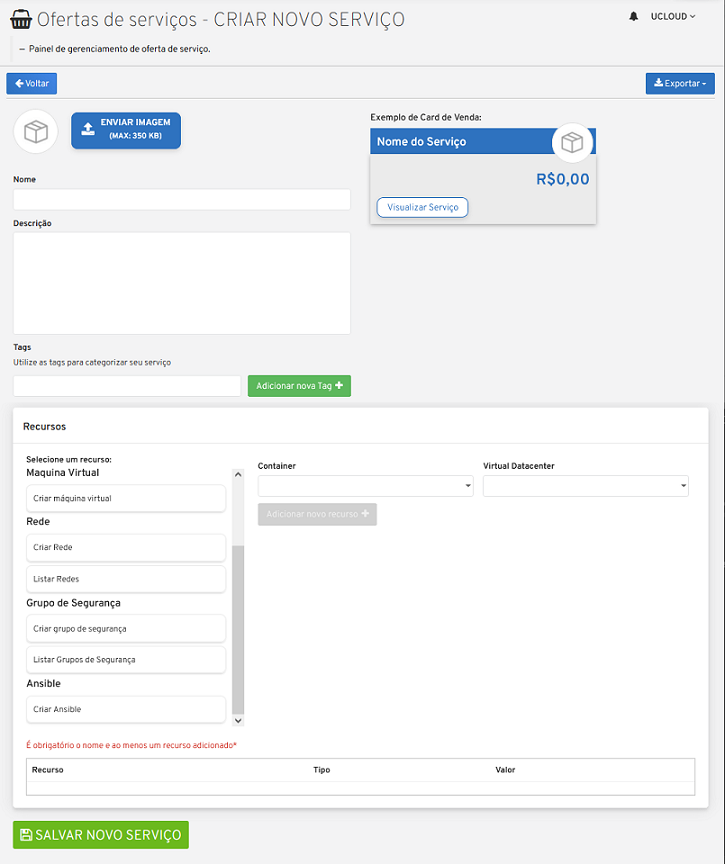 Ofertas de serviços - CRIAR NOVO SERVIÇO
UCLOUD
– Painel de gerenciamento de oferta de serviço.
Voltar
Exportar
ENVIAR IMAGEM
(MAX: 350 KB)
Exemplo de Card de Venda:
Nome do Serviço
R$0,00
Visualizar Serviço
Nome
Descrição
Tags
Utilize as tags para categorizar seu serviço
Adicionar nova Tag +
Recursos
Selecione um recurso:
Maquina Virtual
Criar máquina virtual
Rede
Criar Rede
Listar Redes
Grupo de Segurança
Criar grupo de segurança
Listar Grupos de Segurança
Ansible
Criar Ansible
Container
Virtual Datacenter
Adicionar novo recurso +
É obrigatório o nome e ao menos um recurso adicionado*
Recurso Tipo Valor
SALVAR NOVO SERVIÇO